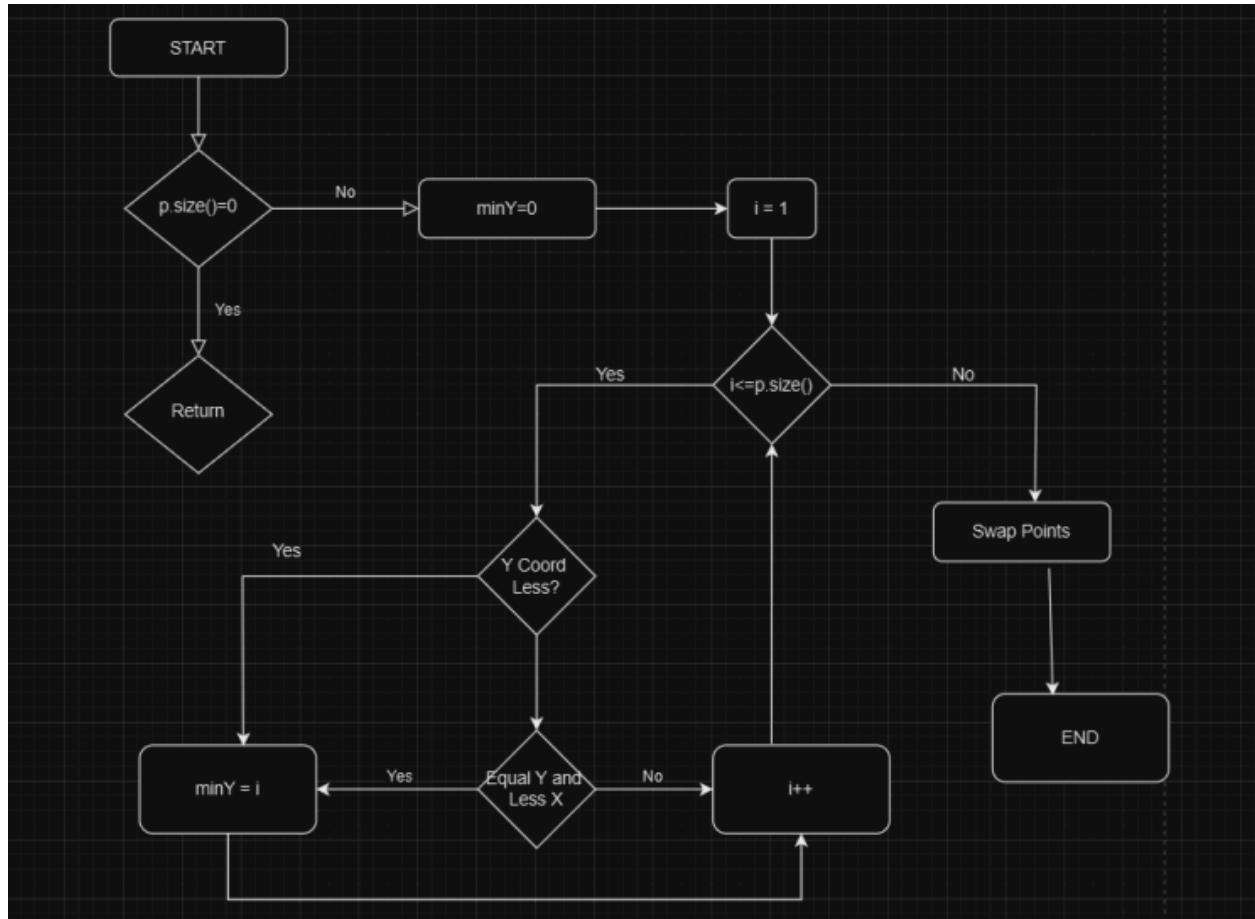 START
p.size()=0
No
minY=0
i = 1
Yes
Return
Yes
i<=p.size()
No
Swap Points
Yes
Y Coord
Less?
END
minY = i
Yes
Equal Y and
Less X
No
i++